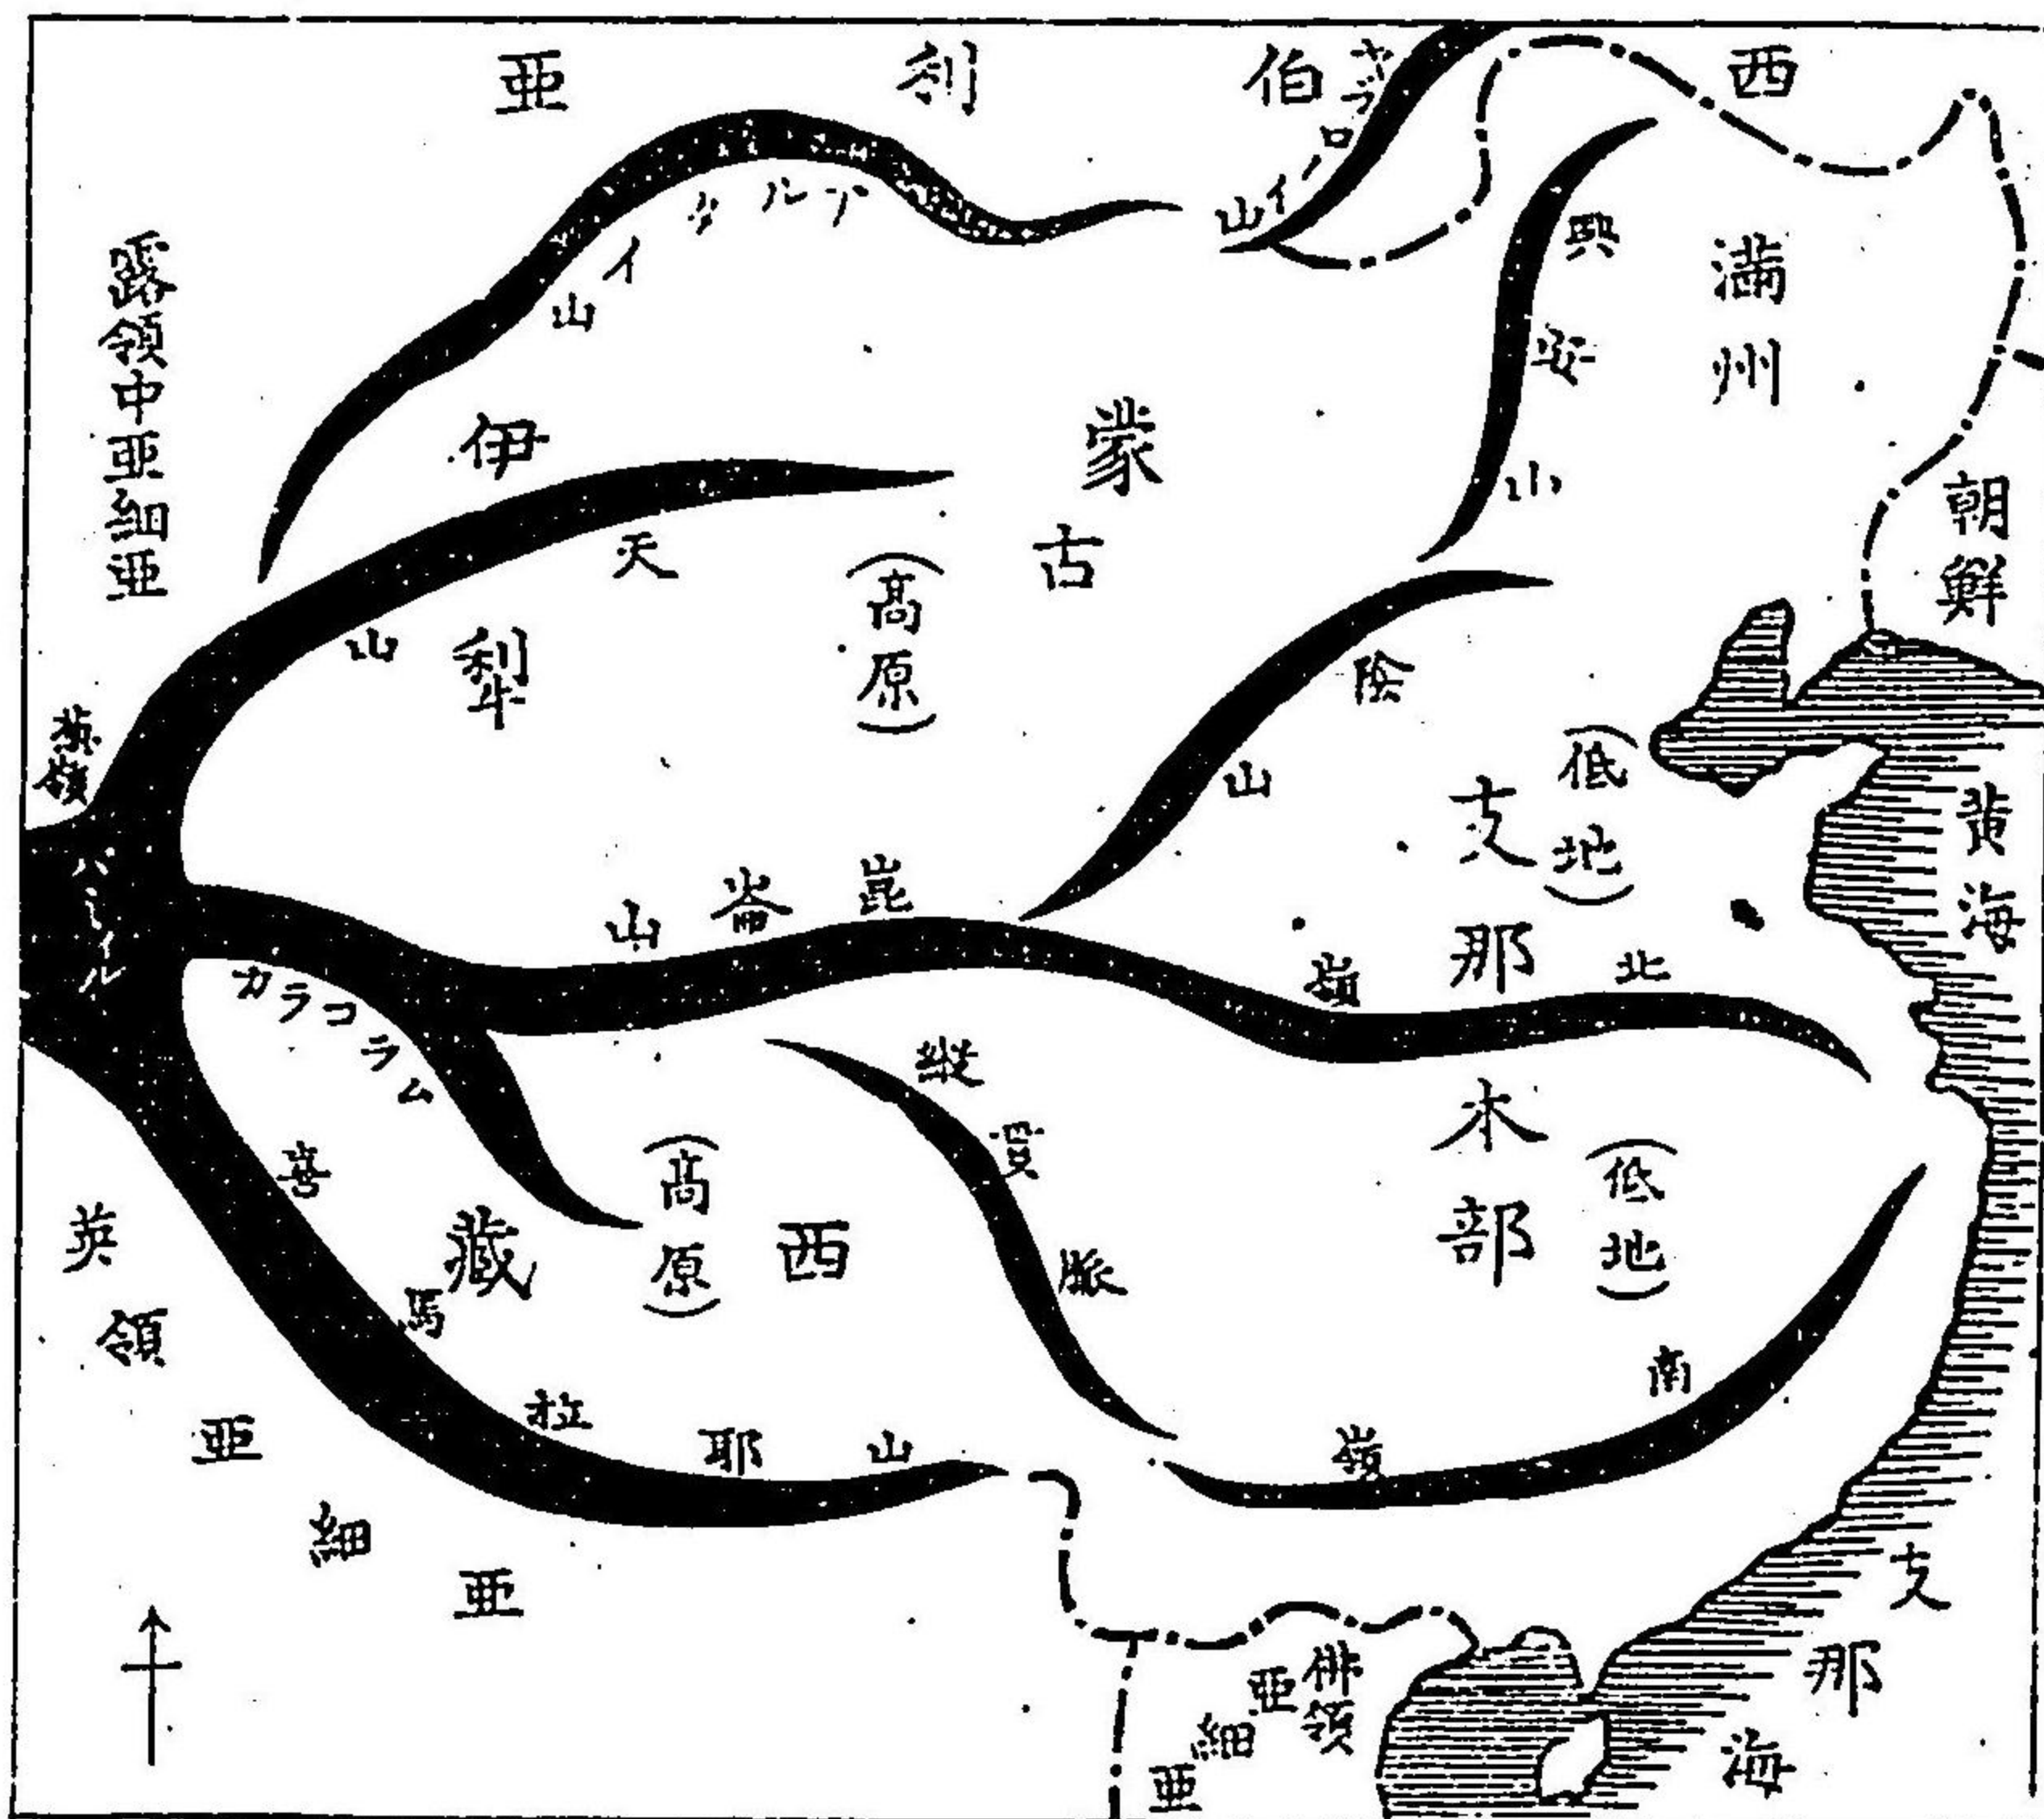 西伯利亜
ヤブロノイ山
アルタイ山
興安山
満州
露領中亜細亜
蒙古
伊犁
天山
(高原)
朝鮮
陰山
(低地)
黄海
葱嶺
パミール
崑崙山
北嶺
支那本部
カラコラム
縦谷脈
(高原)
(低地)
西藏
喜馬拉耶山
南嶺
英領亜細亜
佛領亜細亜
支那海